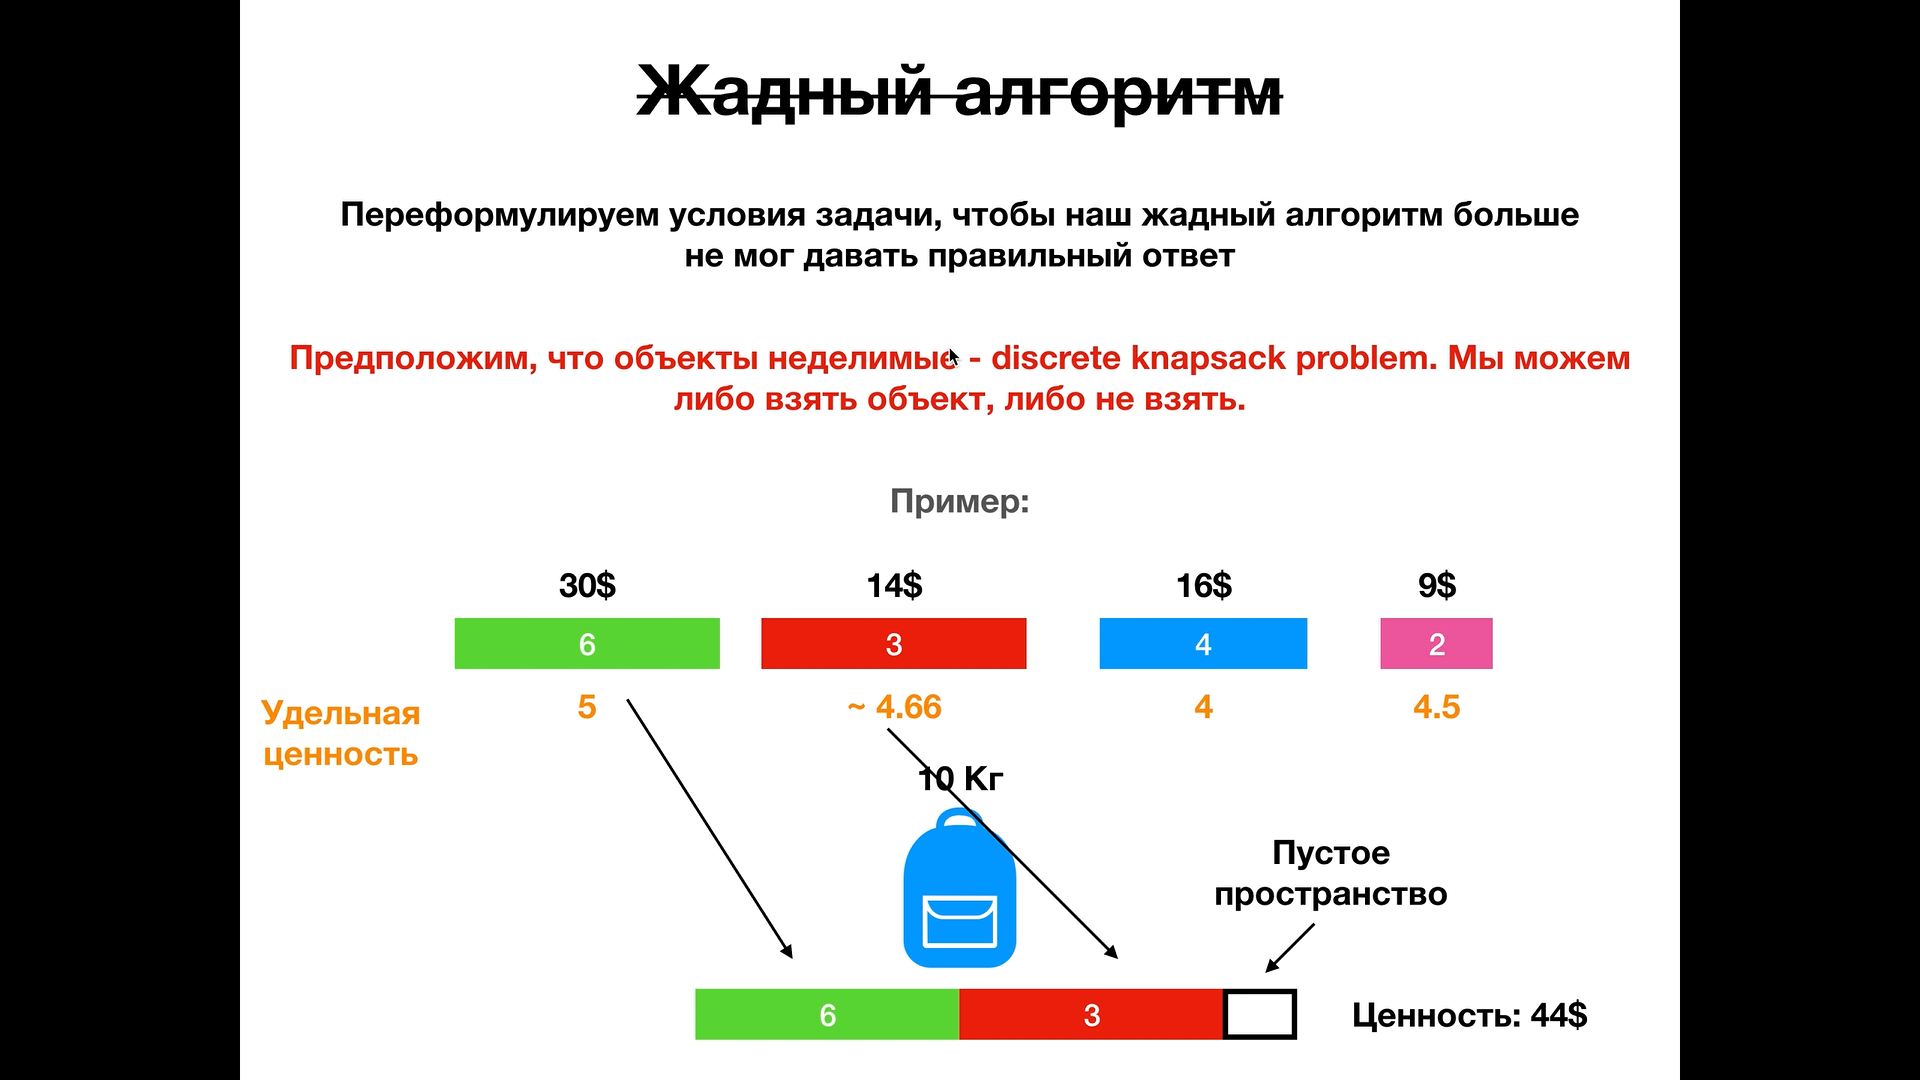 Жадный алгоритм
Переформулируем условия задачи, чтобы наш жадный алгоритм больше
не мог давать правильный ответ
Предположим, что объекты неделимые - discrete knapsack problem. Мы можем
либо взять объект, либо не взять.
Пример:
30$ 14$ 16$ 9$
6 3 4 2
Удельная
ценность
5 ~ 4.66 4 4.5
10 Кг
Пустое
пространство
6 3
Ценность: 44$